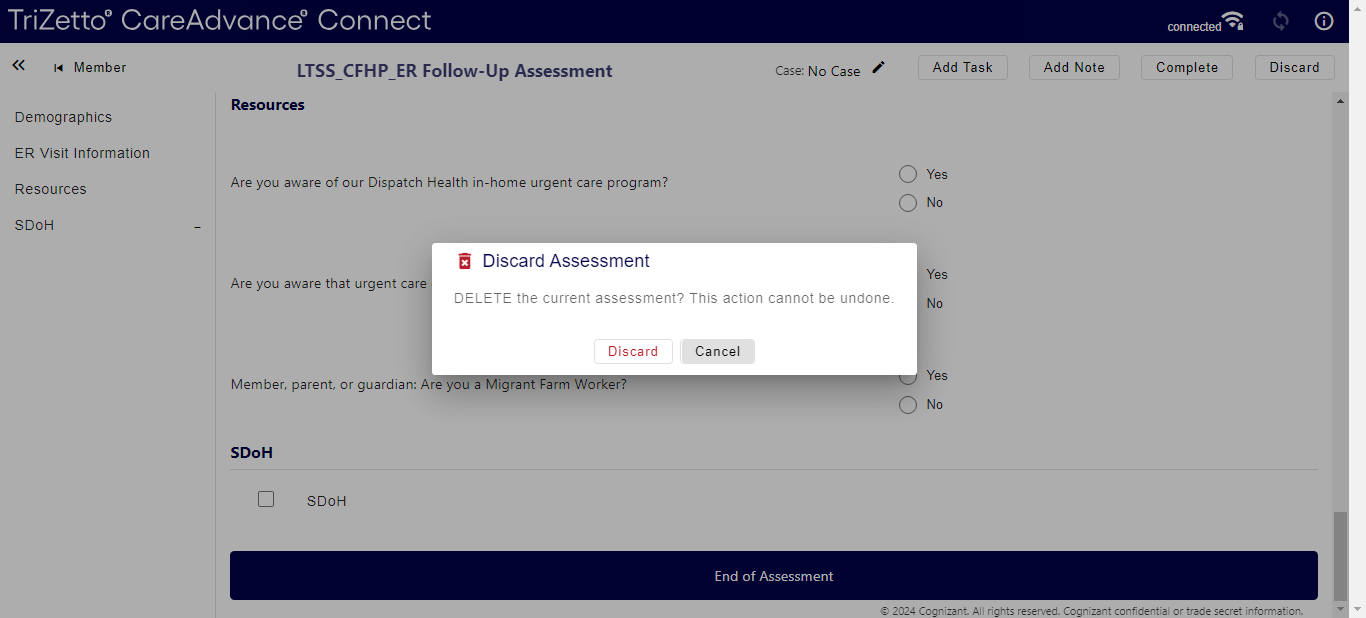 TriZetto® CareAdvance® Connect
connected
Member
LTSS_CFHP_ER Follow-Up Assessment
Case: No Case
Add Task
Add Note
Complete
Discard
Demographics
ER Visit Information
Resources
SDoH
Resources
Are you aware of our Dispatch Health in-home urgent care program?
Yes
No
Are you aware that urgent care
Yes
No
Discard Assessment
DELETE the current assessment? This action cannot be undone.
Discard
Cancel
Member, parent, or guardian: Are you a Migrant Farm Worker?
Yes
No
SDoH
SDoH
End of Assessment
© 2024 Cognizant. All rights reserved. Cognizant confidential or trade secret information.